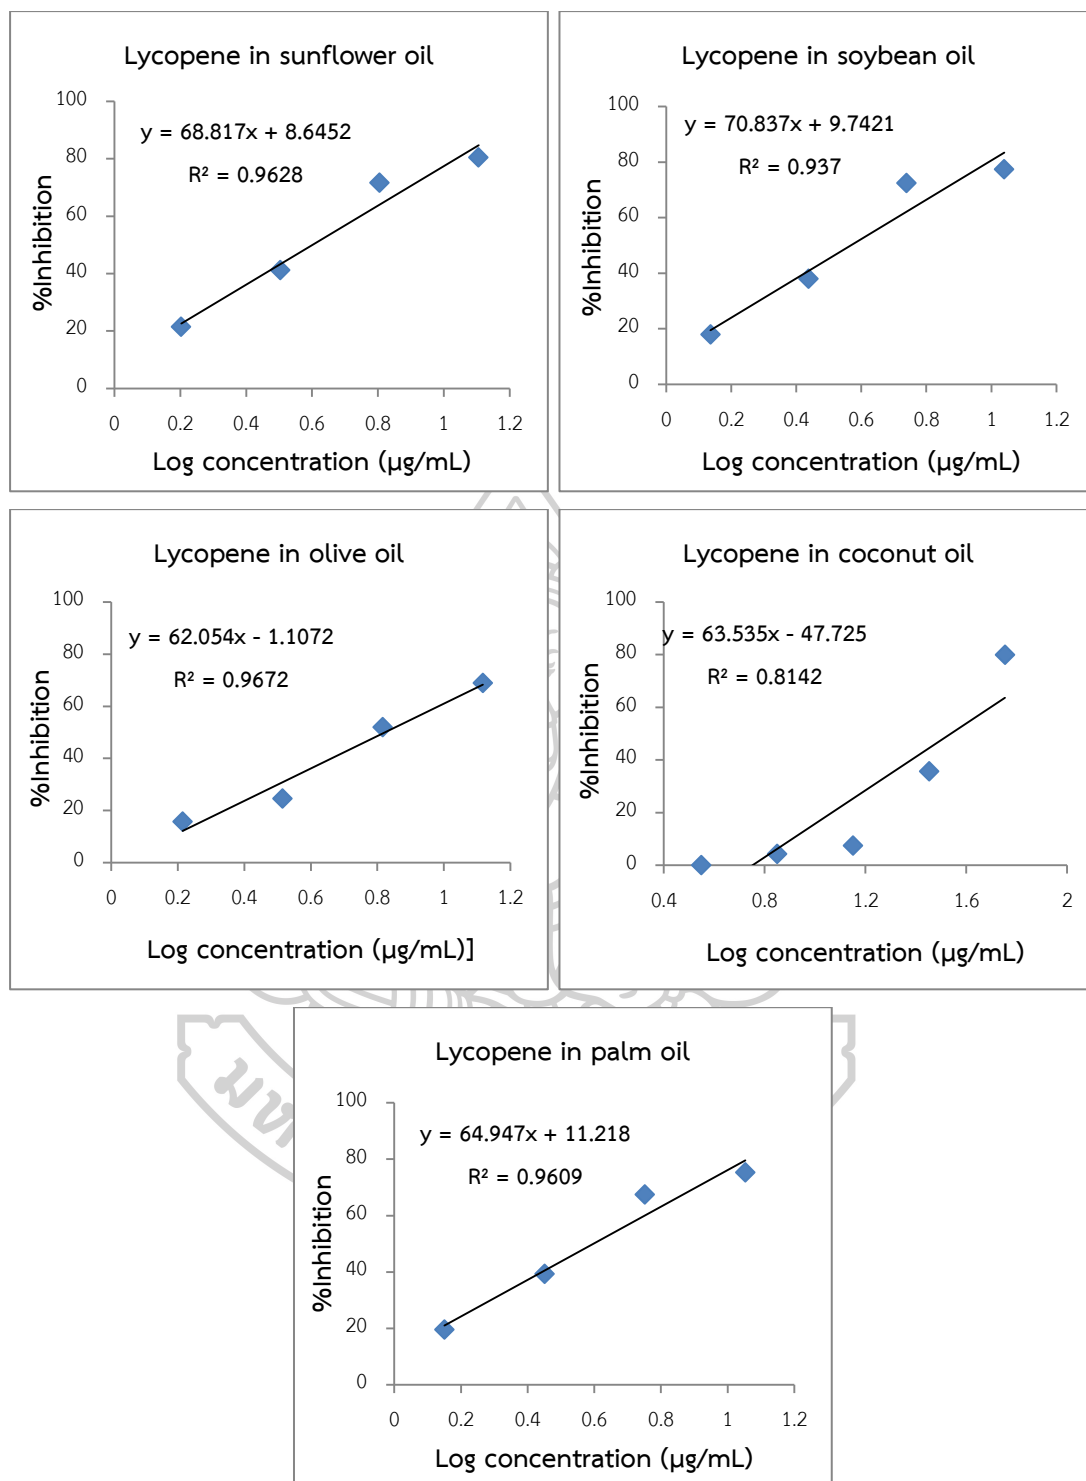 Lycopene in sunflower oil
y = 68.817x + 8.6452
R² = 0.9628
%Inhibition
100
80
60
40
20
0
0 0.2 0.4 0.6 0.8 1 1.2
Log concentration (µg/mL)
Lycopene in soybean oil
y = 70.837x + 9.7421
R² = 0.937
%Inhibition
100
80
60
40
20
0
0 0.2 0.4 0.6 0.8 1 1.2
Log concentration (µg/mL)
Lycopene in olive oil
y = 62.054x - 1.1072
R² = 0.9672
%Inhibition
100
80
60
40
20
0
0 0.2 0.4 0.6 0.8 1 1.2
Log concentration (µg/mL)]
Lycopene in coconut oil
y = 63.535x - 47.725
R² = 0.8142
%Inhibition
100
80
60
40
20
0
0.4 0.8 1.2 1.6 2
Log concentration (µg/mL)
Lycopene in palm oil
y = 64.947x + 11.218
R² = 0.9609
%Inhibition
100
80
60
40
20
0
0 0.2 0.4 0.6 0.8 1 1.2
Log concentration (µg/mL)